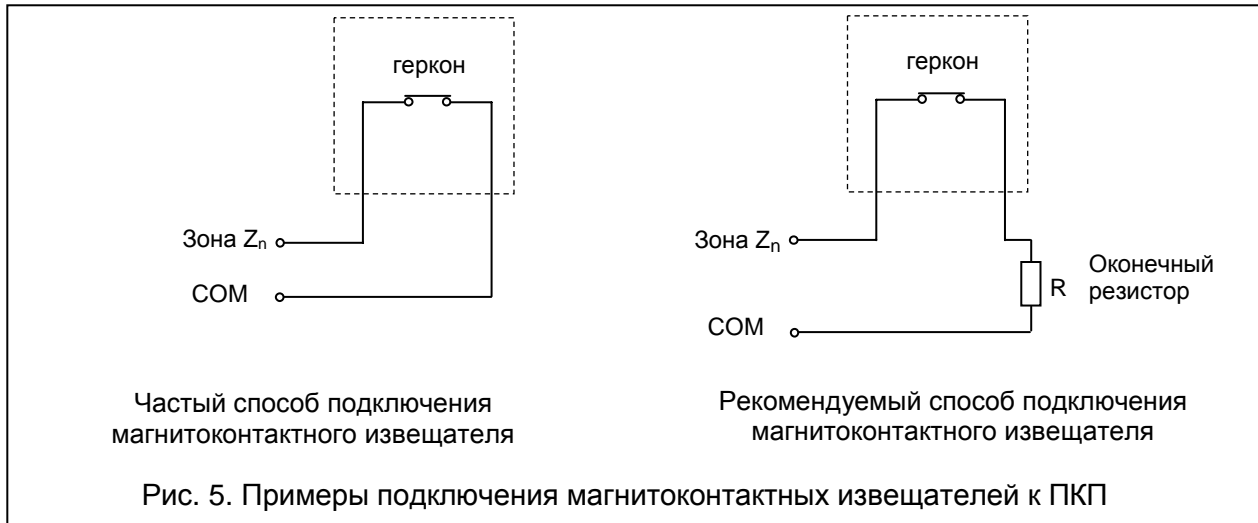 геркон
Зона Zn
COM
Частый способ подключения
магнитоконтактного извещателя
геркон
Зона Zn
COM
R
Оконечный
резистор
Рекомендуемый способ подключения
магнитоконтактного извещателя
Рис. 5. Примеры подключения магнитоконтактных извещателей к ПКП